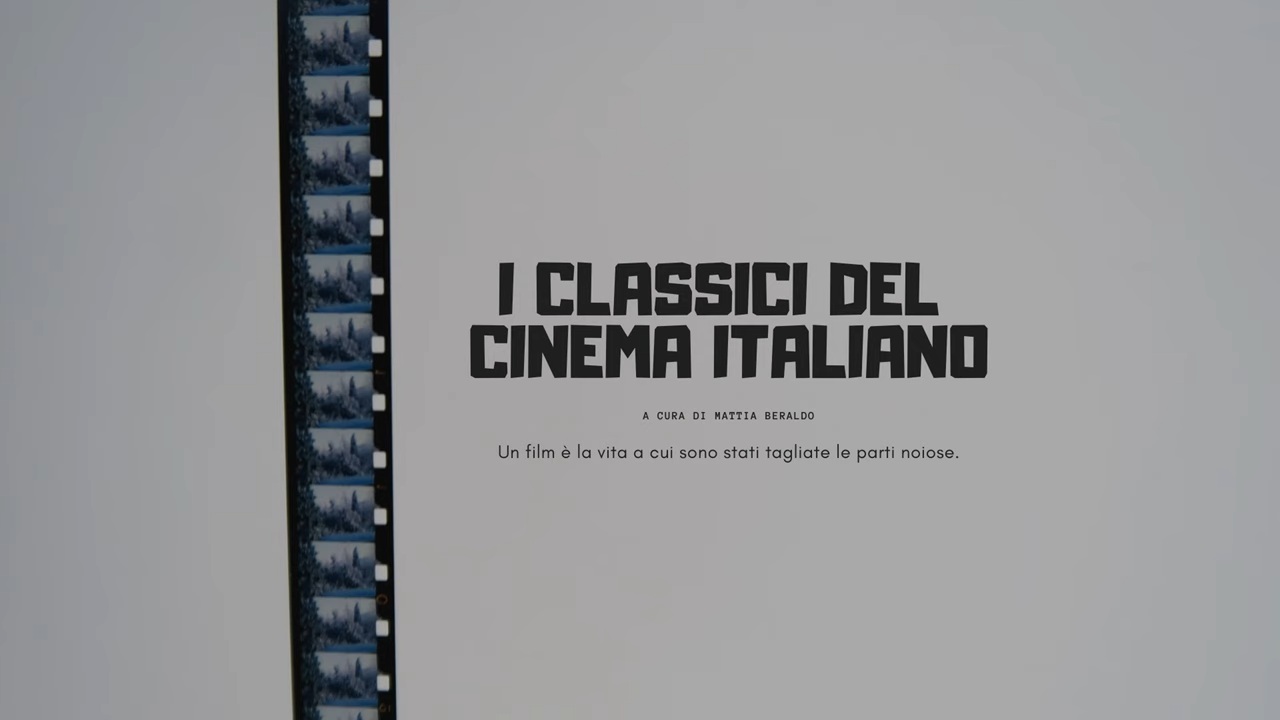 I CLASSICI DEL
CINEMA ITALIANO
A CURA DI MATTIA BERALDO
Un film è la vita a cui sono stati tagliate le parti noiose.